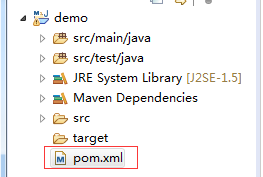 demo
src/main/java
src/test/java
JRE System Library [J2SE-1.5]
Maven Dependencies
src
target
pom.xml